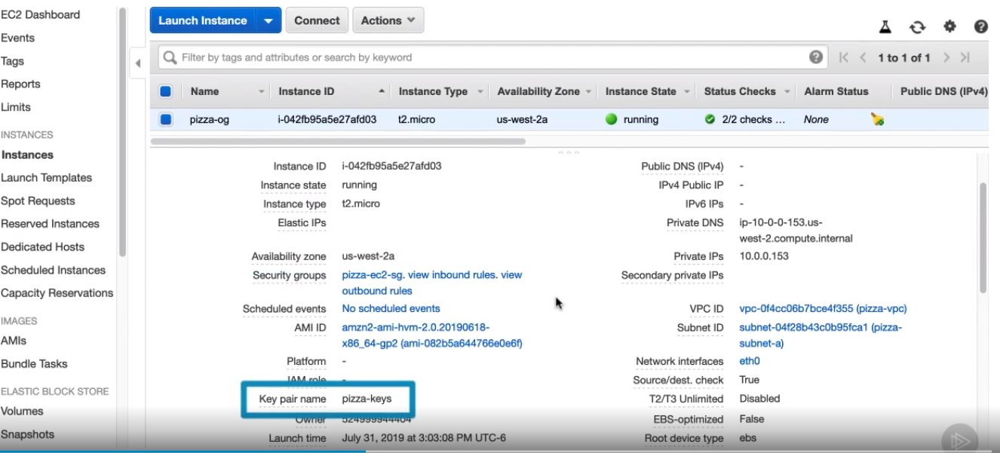 EC2 Dashboard
Events
Tags
Reports
Limits
INSTANCES
Instances
Launch Templates
Spot Requests
Reserved Instances
Dedicated Hosts
Scheduled Instances
Capacity Reservations
IMAGES
AMIs
Bundle Tasks
ELASTIC BLOCK STORE
Volumes
Snapshots
Launch Instance Connect Actions
Filter by tags and attributes or search by keyword 1 to 1 of 1
Name Instance ID Instance Type Availability Zone Instance State Status Checks Alarm Status Public DNS (IPv4)
pizza-og i-042fb95a5e27afd03 t2.micro us-west-2a running 2/2 checks ... None
Instance ID i-042fb95a5e27afd03
Instance state running
Instance type t2.micro
Elastic IPs
Availability zone us-west-2a
Security groups pizza-ec2-sg. view inbound rules. view
outbound rules
Scheduled events No scheduled events
AMI ID amzn2-ami-hvm-2.0.20190618-
x86_64-gp2 (ami-082b5a644766e0e6f)
Platform -
IAM role -
Key pair name pizza-keys
Owner 524999944404
Launch time July 31, 2019 at 3:03:08 PM UTC-6
Public DNS (IPv4) -
IPv4 Public IP -
IPv6 IPs -
Private DNS ip-10-0-0-153.us-
west-2.compute.internal
Private IPs 10.0.0.153
Secondary private IPs
VPC ID vpc-0f4cc06b7bce4f355 (pizza-vpc)
Subnet ID subnet-04f28b43c0b95fca1 (pizza-
subnet-a)
Network interfaces eth0
Source/dest. check True
T2/T3 Unlimited Disabled
EBS-optimized False
Root device type ebs